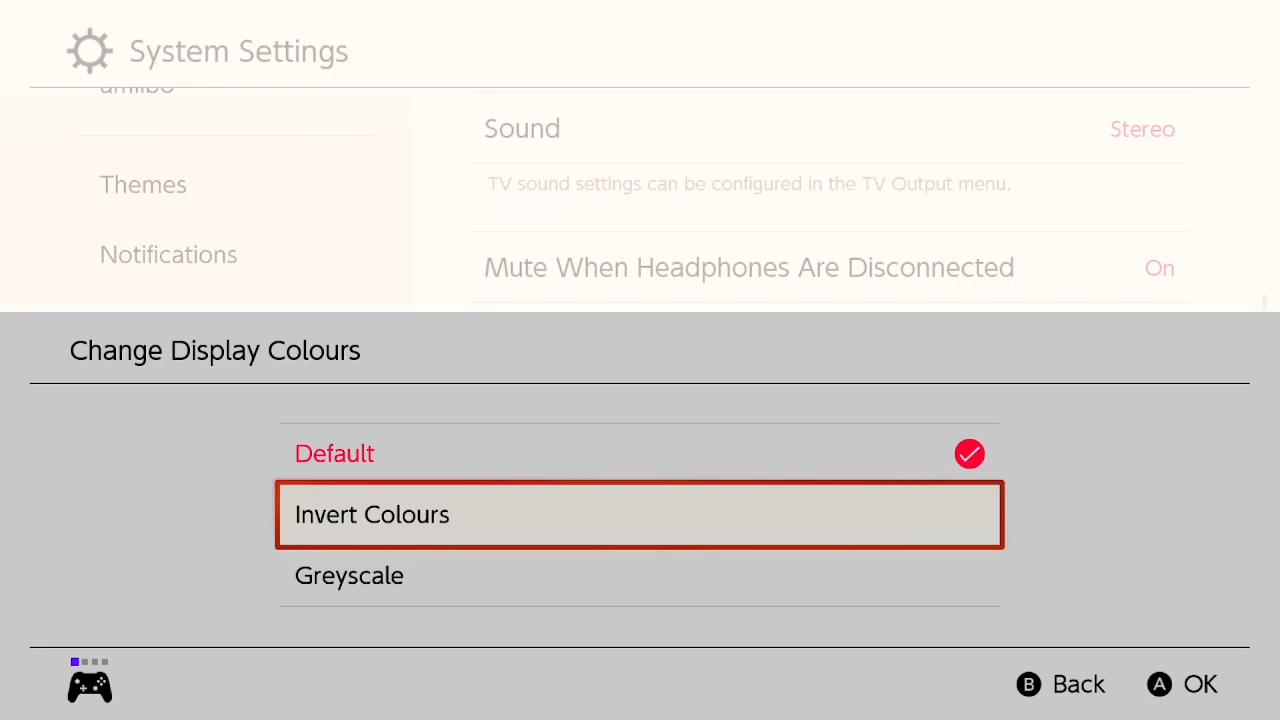 System Settings
amiibo
Sound Stereo
Themes
TV sound settings can be configured in the TV Output menu.
Notifications
Mute When Headphones Are Disconnected On
Change Display Colours
Default
Invert Colours
Greyscale
B Back A OK